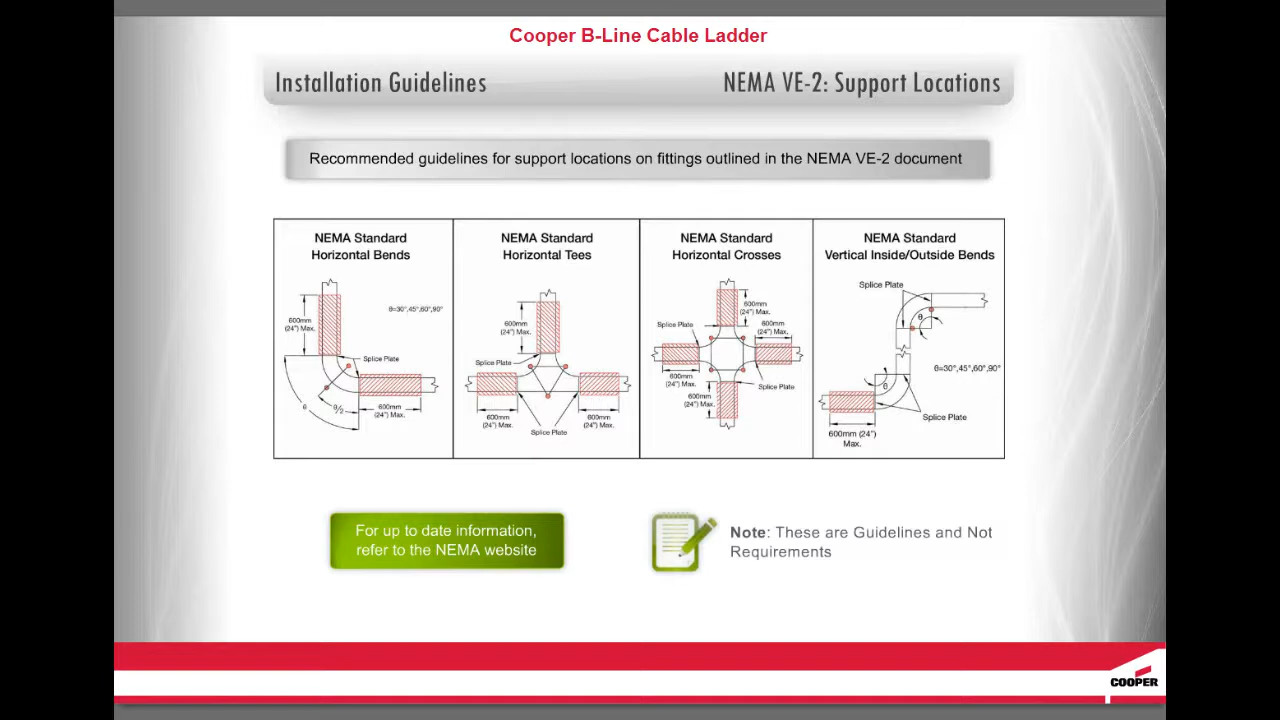 Cooper B-Line Cable Ladder
Installation Guidelines
NEMA VE-2: Support Locations
Recommended guidelines for support locations on fittings outlined in the NEMA VE-2 document
NEMA Standard
Horizontal Bends
θ=30°,45°,60°,90°
600mm
(24") Max.
Splice Plate
θ
θ/2
600mm
(24") Max.
NEMA Standard
Horizontal Tees
600mm
(24") Max.
Splice Plate
600mm
(24") Max.
600mm
(24") Max.
Splice Plate
NEMA Standard
Horizontal Crosses
600mm
(24") Max.
Splice Plate
600mm
(24") Max.
600mm
(24") Max.
Splice Plate
600mm
(24") Max.
NEMA Standard
Vertical Inside/Outside Bends
Splice Plate
θ
θ=30°,45°,60°,90°
θ
Splice Plate
600mm (24")
Max.
For up to date information,
refer to the NEMA website
Note: These are Guidelines and Not
Requirements
COOPER